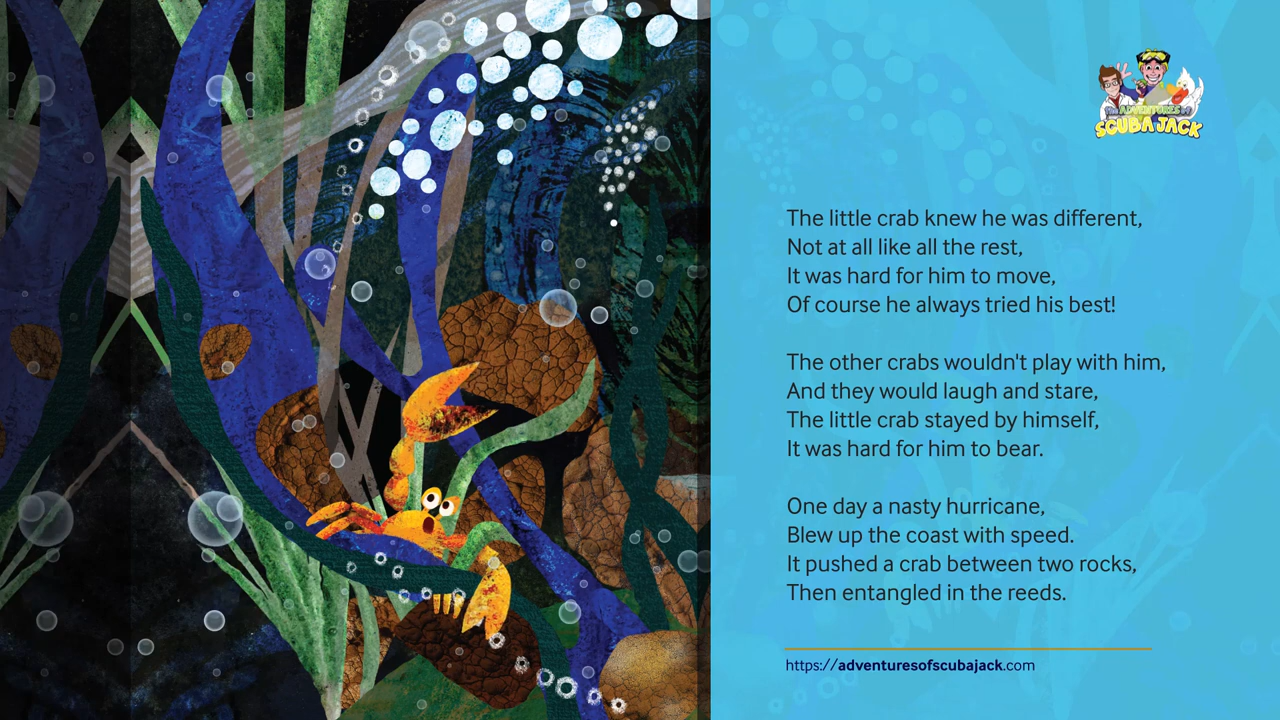 THE ADVENTURES OF
SCUBA JACK
The little crab knew he was different,
Not at all like all the rest,
It was hard for him to move,
Of course he always tried his best!
The other crabs wouldn't play with him,
And they would laugh and stare,
The little crab stayed by himself,
It was hard for him to bear.
One day a nasty hurricane,
Blew up the coast with speed.
It pushed a crab between two rocks,
Then entangled in the reeds.
https://adventuresofscubajack.com